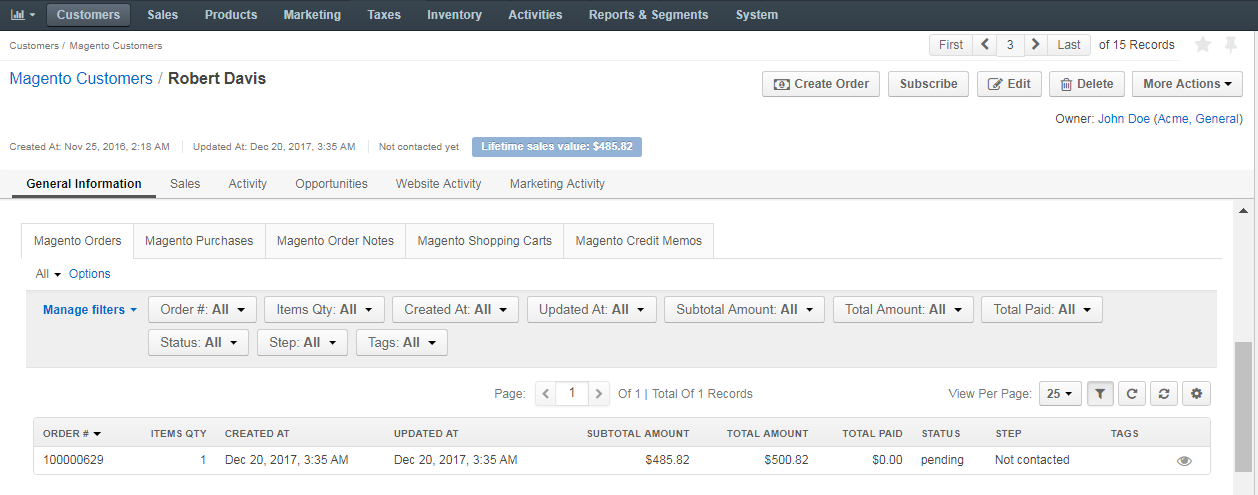 Customers Sales Products Marketing Taxes Inventory Activities Reports & Segments System
Customers / Magento Customers First 3 Last of 15 Records
Magento Customers / Robert Davis Create Order Subscribe Edit Delete More Actions
Owner: John Doe (Acme, General)
Created At: Nov 25, 2016, 2:18 AM Updated At: Dec 20, 2017, 3:35 AM Not contacted yet Lifetime sales value: $485.82
General Information Sales Activity Opportunities Website Activity Marketing Activity
Magento Orders Magento Purchases Magento Order Notes Magento Shopping Carts Magento Credit Memos
All Options
Manage filters Order #: All Items Qty: All Created At: All Updated At: All Subtotal Amount: All Total Amount: All Total Paid: All
Status: All Step: All Tags: All
Page: 1 Of 1 | Total Of 1 Records View Per Page: 25
ORDER # ITEMS QTY CREATED AT UPDATED AT SUBTOTAL AMOUNT TOTAL AMOUNT TOTAL PAID STATUS STEP TAGS
100000629 1 Dec 20, 2017, 3:35 AM Dec 20, 2017, 3:35 AM $485.82 $500.82 $0.00 pending Not contacted